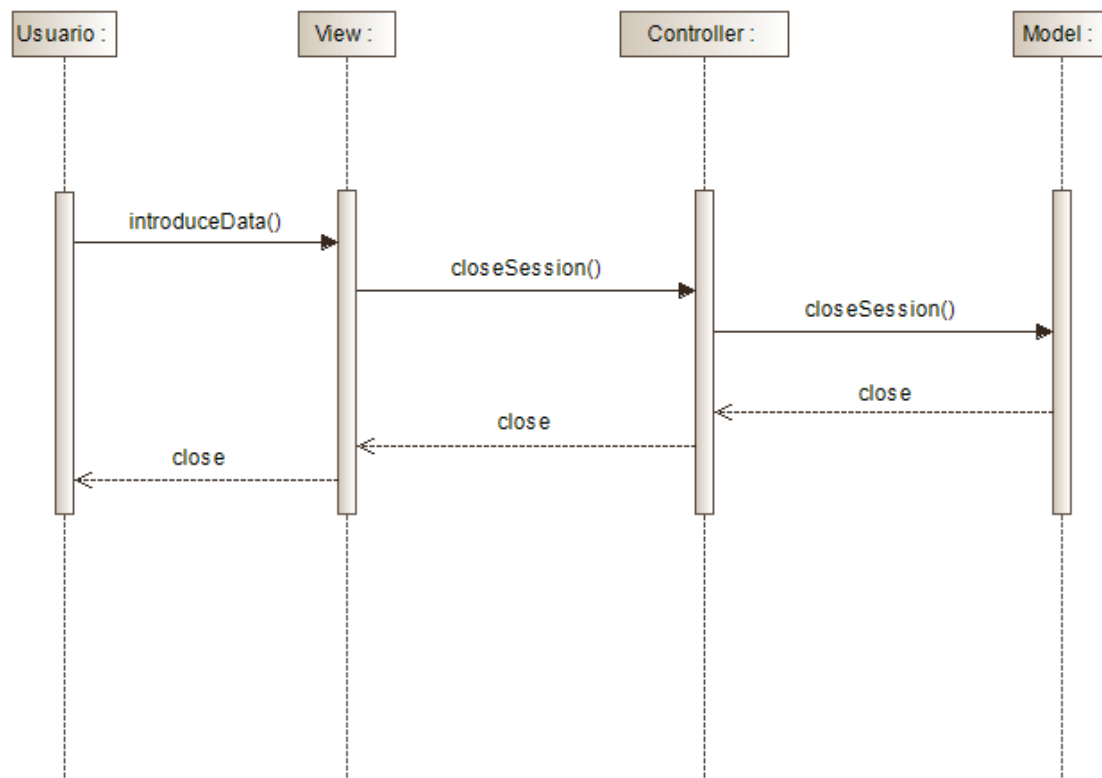 Usuario :
View :
Controller :
Model :
introduceData()
closeSession()
closeSession()
close
close
close